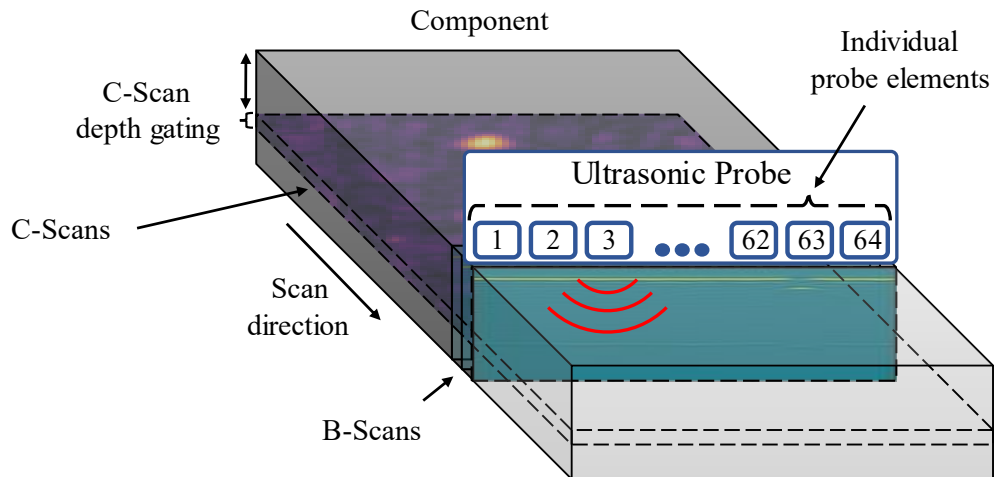 Component
Individual
probe elements
C-Scan
depth gating
Ultrasonic Probe
1 2 3 ●●● 62 63 64
C-Scans
Scan
direction
B-Scans